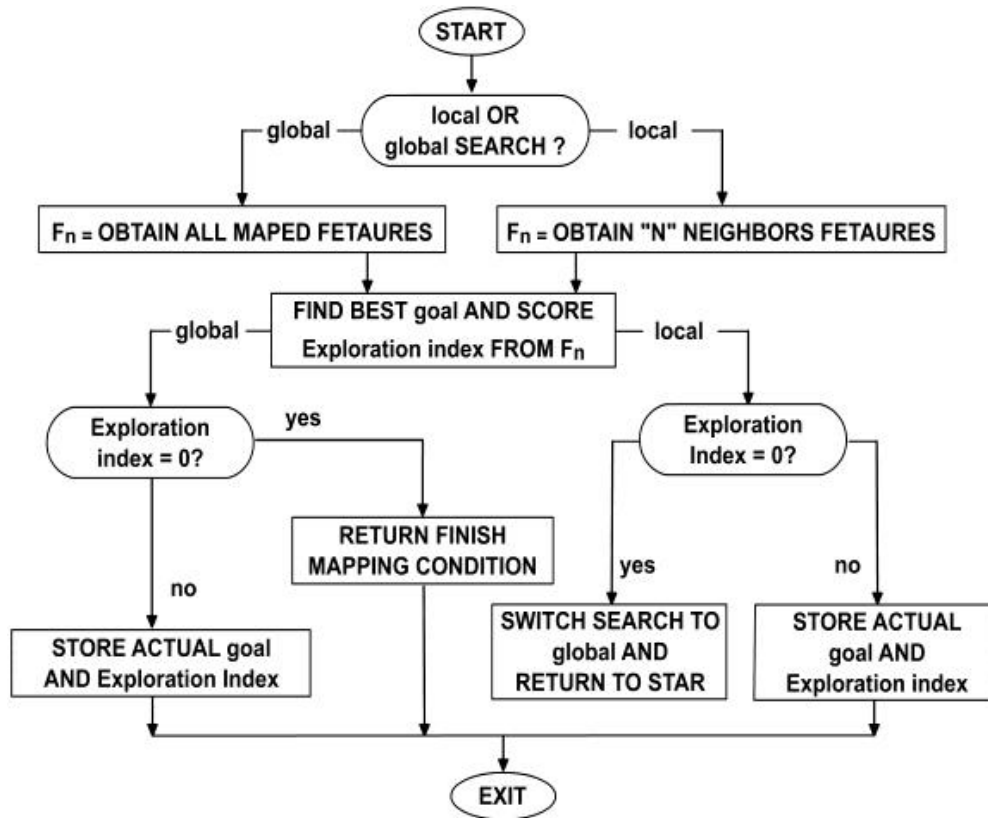 START
local OR
global SEARCH ?
global
local
Fn = OBTAIN ALL MAPED FETAURES
Fn = OBTAIN "N" NEIGHBORS FETAURES
FIND BEST goal AND SCORE
Exploration index FROM Fn
global
local
Exploration
index = 0?
yes
Exploration
Index = 0?
RETURN FINISH
MAPPING CONDITION
yes
no
no
STORE ACTUAL goal
AND Exploration Index
SWITCH SEARCH TO
global AND
RETURN TO STAR
STORE ACTUAL
goal AND
Exploration index
EXIT